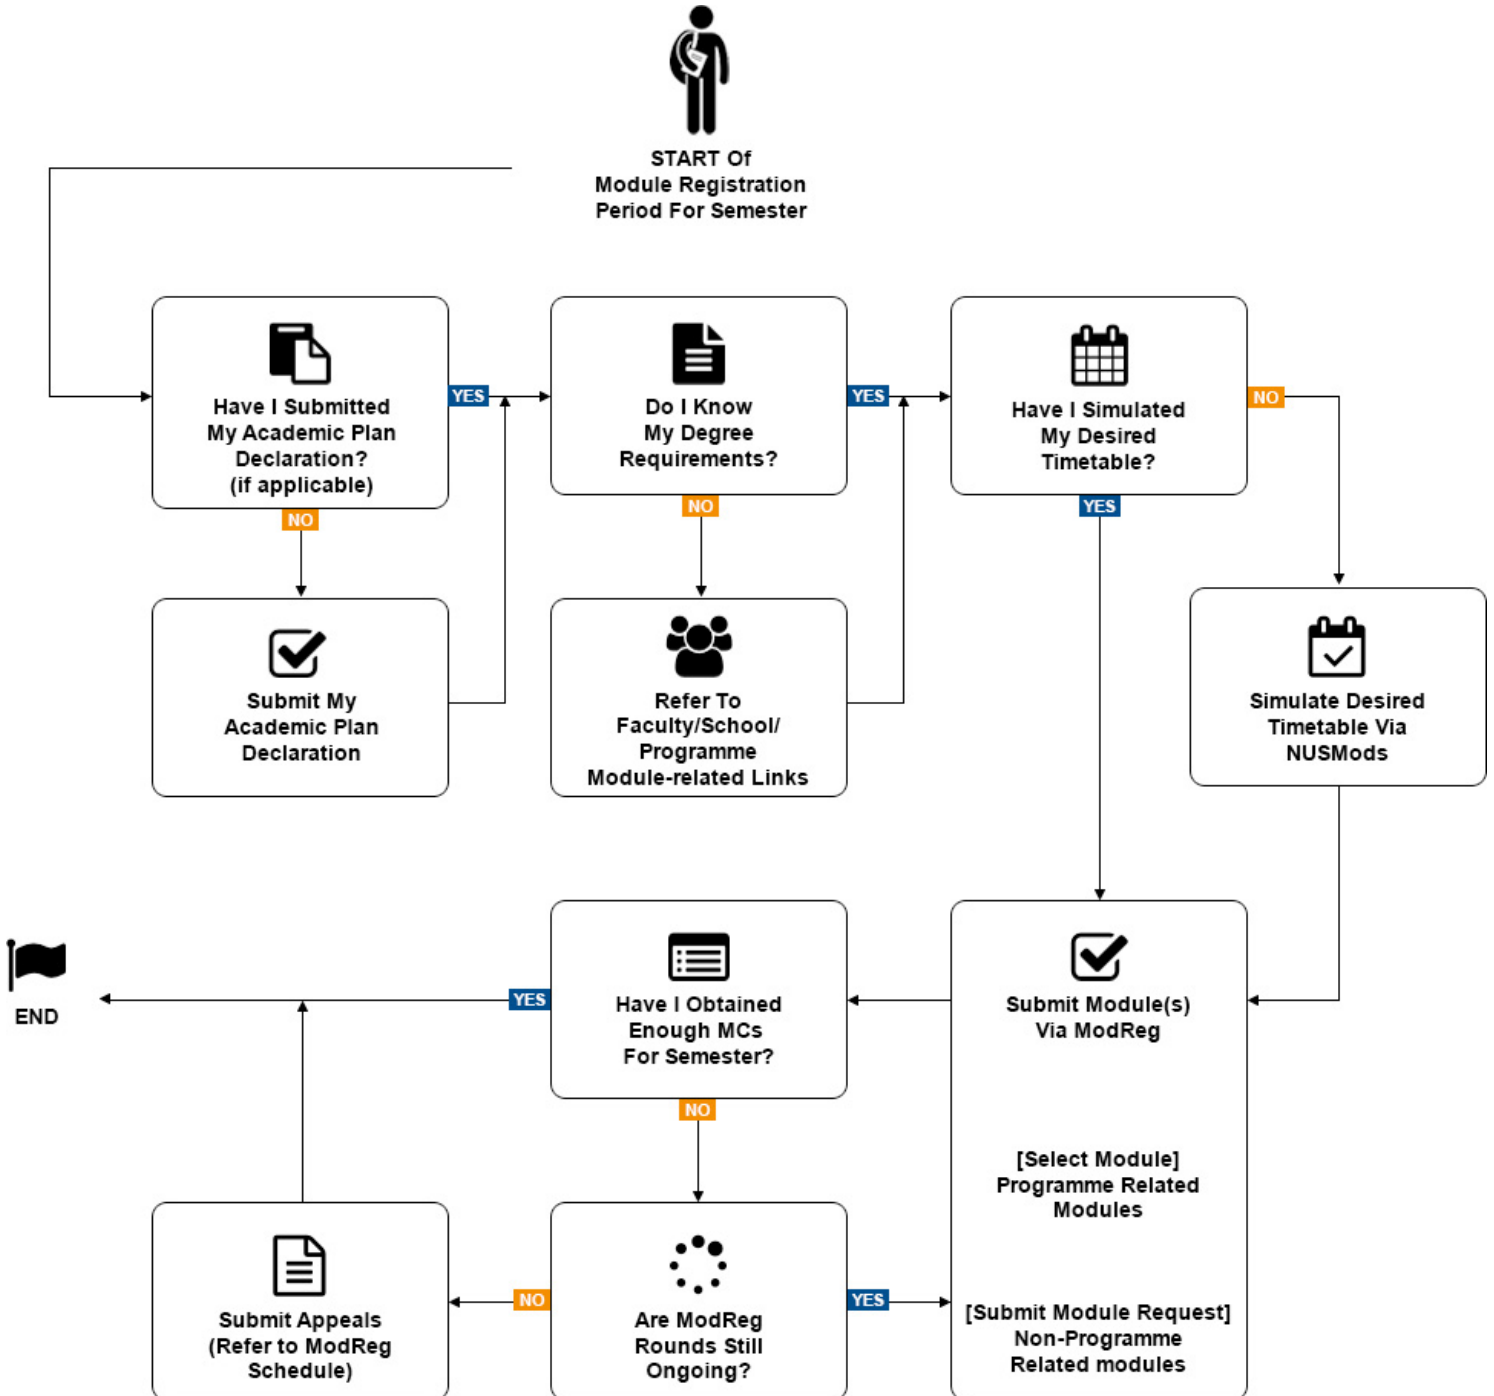 START Of
Module Registration
Period For Semester
Have I Submitted
My Academic Plan
Declaration?
(if applicable)
YES
Do I Know
My Degree
Requirements?
YES
Have I Simulated
My Desired
Timetable?
NO
NO
NO
YES
Submit My
Academic Plan
Declaration
Refer To
Faculty/School/
Programme
Module-related Links
Simulate Desired
Timetable Via
NUSMods
END
YES
Have I Obtained
Enough MCs
For Semester?
NO
Submit Module(s)
Via ModReg
[Select Module]
Programme Related
Modules
[Submit Module Request]
Non-Programme
Related modules
Submit Appeals
(Refer to ModReg
Schedule)
NO
Are ModReg
Rounds Still
Ongoing?
YES